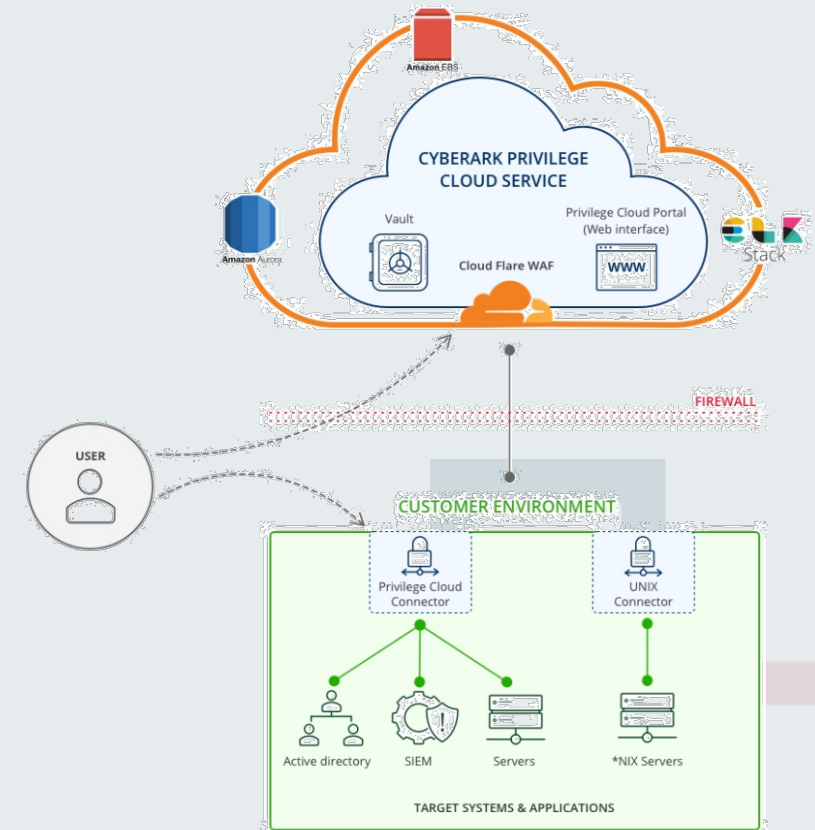 Amazon EBS
CYBERARK PRIVILEGE
CLOUD SERVICE
Vault
Privilege Cloud Portal
(Web interface)
Amazon Aurora
Cloud Flare WAF
WWW
Stack
FIREWALL
USER
CUSTOMER ENVIRONMENT
Privilege Cloud
Connector
UNIX
Connector
Active directory
SIEM
Servers
*NIX Servers
TARGET SYSTEMS & APPLICATIONS